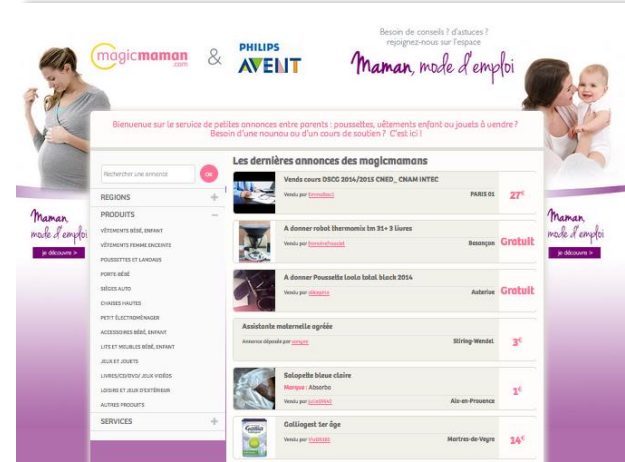 Besoin de conseils ? d'astuces ?
rejoignez-nous sur l'espace
magicmaman
.com
&
PHILIPS
AVENT
Maman, mode d'emploi
Bienvenue sur le service de petites annonces entre parents : poussettes, vêtements enfant ou jouets à vendre ?
Besoin d'une nounou ou d'un cours de soutien ? C'est ici !
Rechercher une annonce
OK
REGIONS
PRODUITS
VÊTEMENTS BÉBÉ, ENFANT
VÊTEMENTS FEMME ENCEINTE
POUSSETTES ET LANDAUS
PORTE-BÉBÉ
SIÈGES AUTO
CHAISES HAUTES
PETIT ÉLECTROMÉNAGER
ACCESSOIRES BÉBÉ, ENFANT
LITS ET MEUBLES BÉBÉ, ENFANT
JEUX ET JOUETS
LIVRES/CD/DVD/ JEUX VIDÉOS
LOISIRS ET JEUX D'EXTÉRIEUR
AUTRES PRODUITS
SERVICES
Les dernières annonces des magicmamans
Vends cours DSCG 2014/2015 CNED_ CNAM INTEC
Vendu par
PARIS 01
27€
A donner robot thermomix tm 31+ 3 livres
Vendu par
Besançon
Gratuit
A donner Poussette loola total black 2014
Vendu par
Auberive
Gratuit
Assistante maternelle agréée
Annonce déposée par
Stiring-Wendel
3€
Salopette bleue claire
Marque : Absorba
Vendu par
Aix-en-Provence
1€
Galliagest 1er âge
Vendu par
Martres-de-Veyre
14€
Maman,
mode d'emploi
je découvre >
Maman,
mode d'emploi
je découvre >